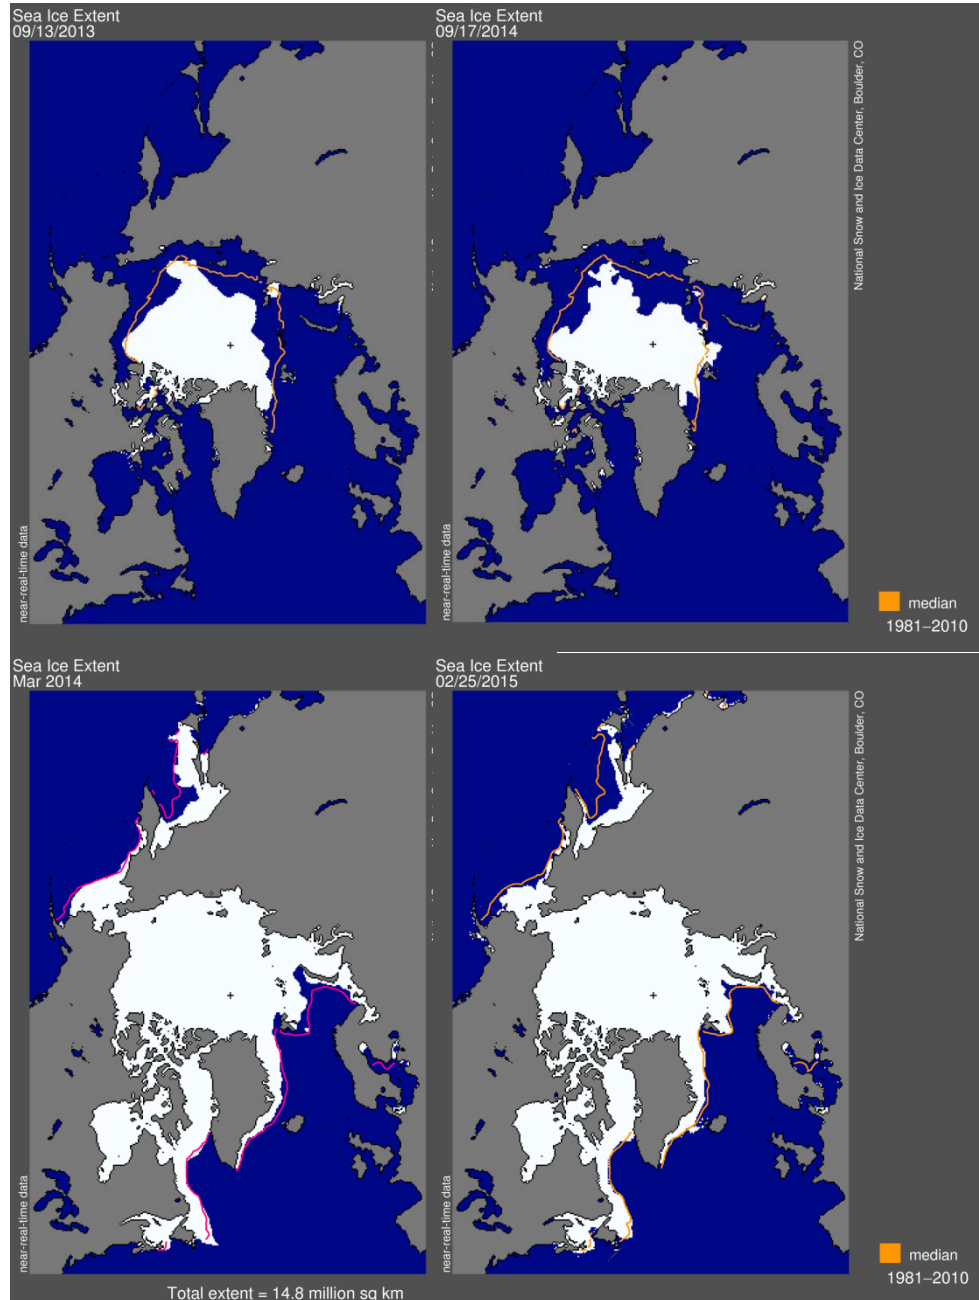 Sea Ice Extent
09/13/2013
Sea Ice Extent
09/17/2014
National Snow and Ice Data Center, Boulder, CO
near-real-time data
near-real-time data
median
1981–2010
Sea Ice Extent
Mar 2014
Sea Ice Extent
02/25/2015
National Snow and Ice Data Center, Boulder, CO
near-real-time data
near-real-time data
median
1981–2010
Total extent = 14.8 million sq km